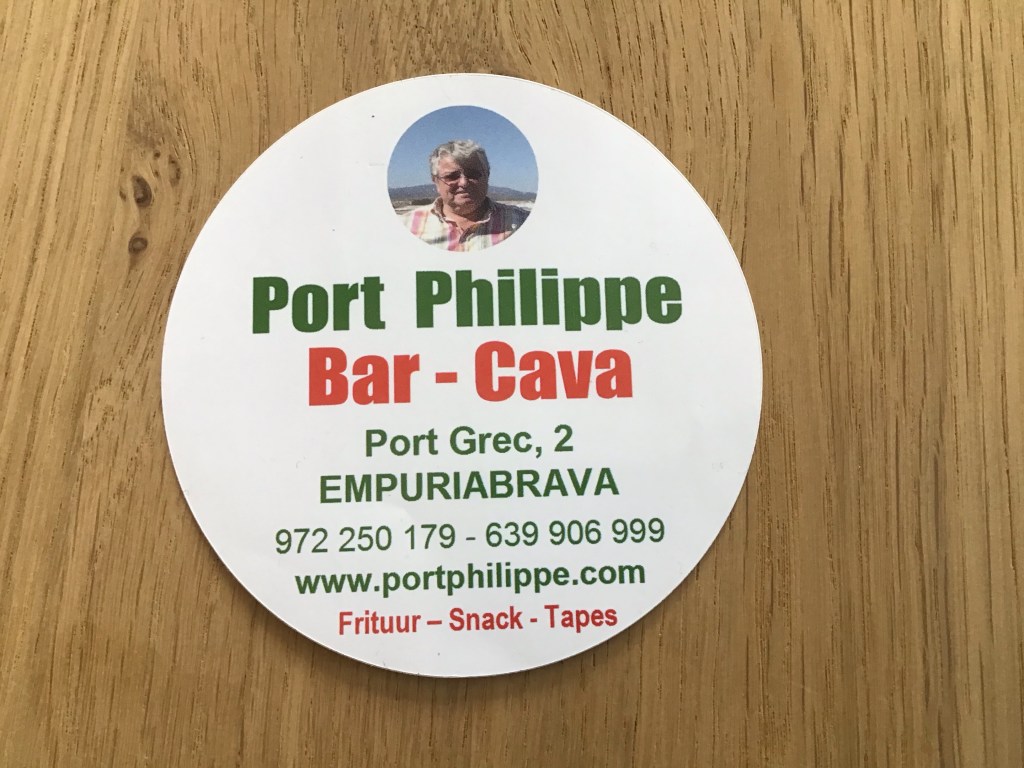 Port Philippe
Bar - Cava
Port Grec, 2
EMPURIABRAVA
972 250 179 - 639 906 999
www.portphilippe.com
Frituur – Snack - Tapes